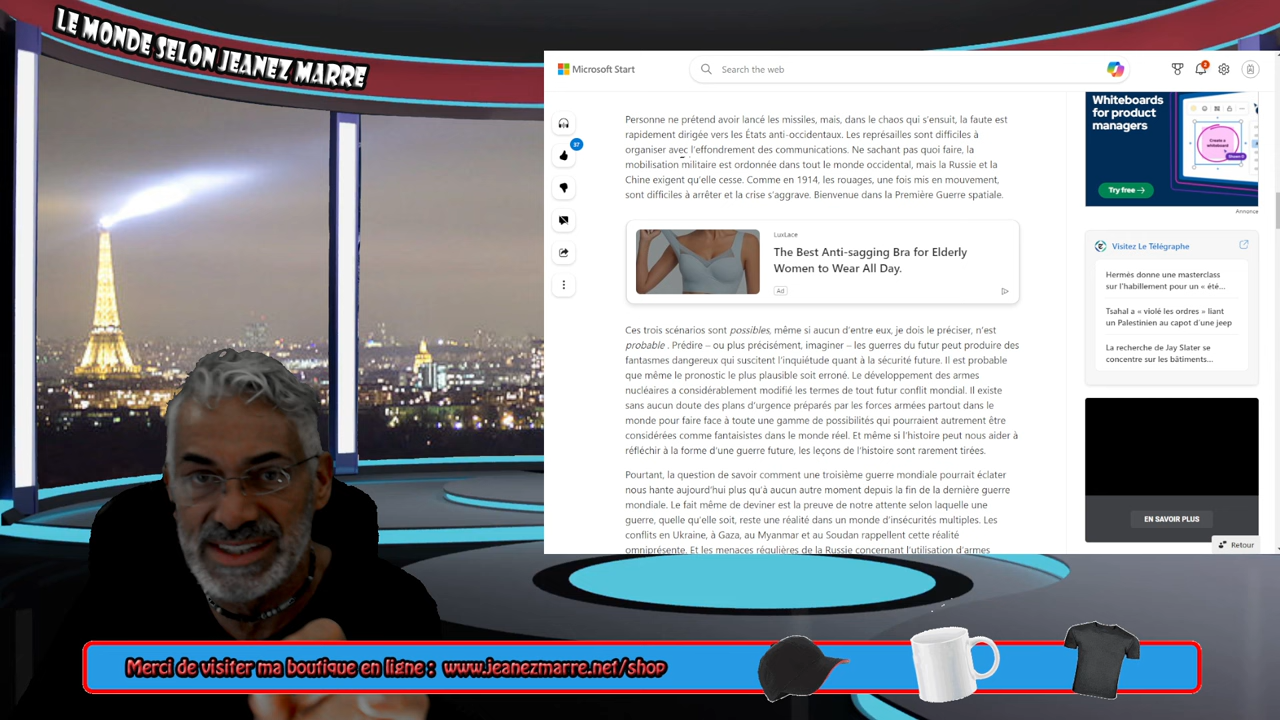 LE MONDE SELON JEANEZ MARRE
Microsoft Start
Search the web
2
37
Personne ne prétend avoir lancé les missiles, mais, dans le chaos qui s'ensuit, la faute est
rapidement dirigée vers les États anti-occidentaux. Les représailles sont difficiles à
organiser avec l'effondrement des communications. Ne sachant pas quoi faire, la
mobilisation militaire est ordonnée dans tout le monde occidental, mais la Russie et la
Chine exigent qu'elle cesse. Comme en 1914, les rouages, une fois mis en mouvement,
sont difficiles à arrêter et la crise s'aggrave. Bienvenue dans la Première Guerre spatiale.
LuxLace
The Best Anti-sagging Bra for Elderly
Women to Wear All Day.
Ad
Ces trois scénarios sont possibles, même si aucun d'entre eux, je dois le préciser, n'est
probable . Prédire – ou plus précisément, imaginer – les guerres du futur peut produire des
fantasmes dangereux qui suscitent l'inquiétude quant à la sécurité future. Il est probable
que même le pronostic le plus plausible soit erroné. Le développement des armes
nucléaires a considérablement modifié les termes de tout futur conflit mondial. Il existe
sans aucun doute des plans d'urgence préparés par les forces armées partout dans le
monde pour faire face à toute une gamme de possibilités qui pourraient autrement être
considérées comme fantaisistes dans le monde réel. Et même si l'histoire peut nous aider à
réfléchir à la forme d'une guerre future, les leçons de l'histoire sont rarement tirées.
Pourtant, la question de savoir comment une troisième guerre mondiale pourrait éclater
nous hante aujourd'hui plus qu'à aucun autre moment depuis la fin de la dernière guerre
mondiale. Le fait même de deviner est la preuve de notre attente selon laquelle une
guerre, quelle qu'elle soit, reste une réalité dans un monde d'insécurités multiples. Les
conflits en Ukraine, à Gaza, au Myanmar et au Soudan rappellent cette réalité
omniprésente. Et les menaces régulières de la Russie concernant l'utilisation d'armes
Whiteboards
for product
managers
Create a
whiteboard
Try free →
Annonce
Visitez Le Télégraphe
Hermès donne une masterclass
sur l'habillement pour un « été...
Tsahal a « violé les ordres » liant
un Palestinien au capot d'une jeep
La recherche de Jay Slater se
concentre sur les bâtiments...
EN SAVOIR PLUS
Retour
Merci de visiter ma boutique en ligne : www.jeanezmarre.net/shop